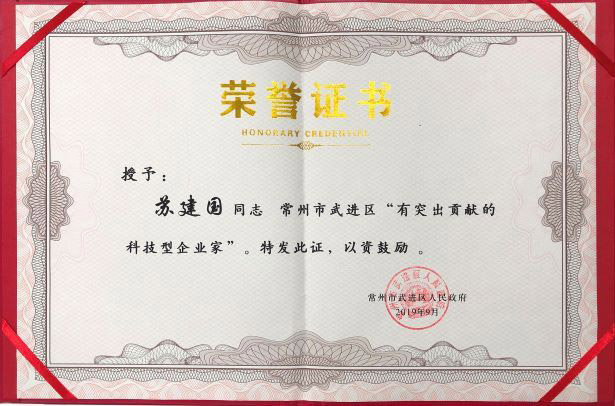 荣誉证书
HONORARY CREDENTIAL
授予：
苏建国同志 常州市武进区“有突出贡献的
科技型企业家”。特发此证，以资鼓励。
常州市武进区人民政府
2019年9月